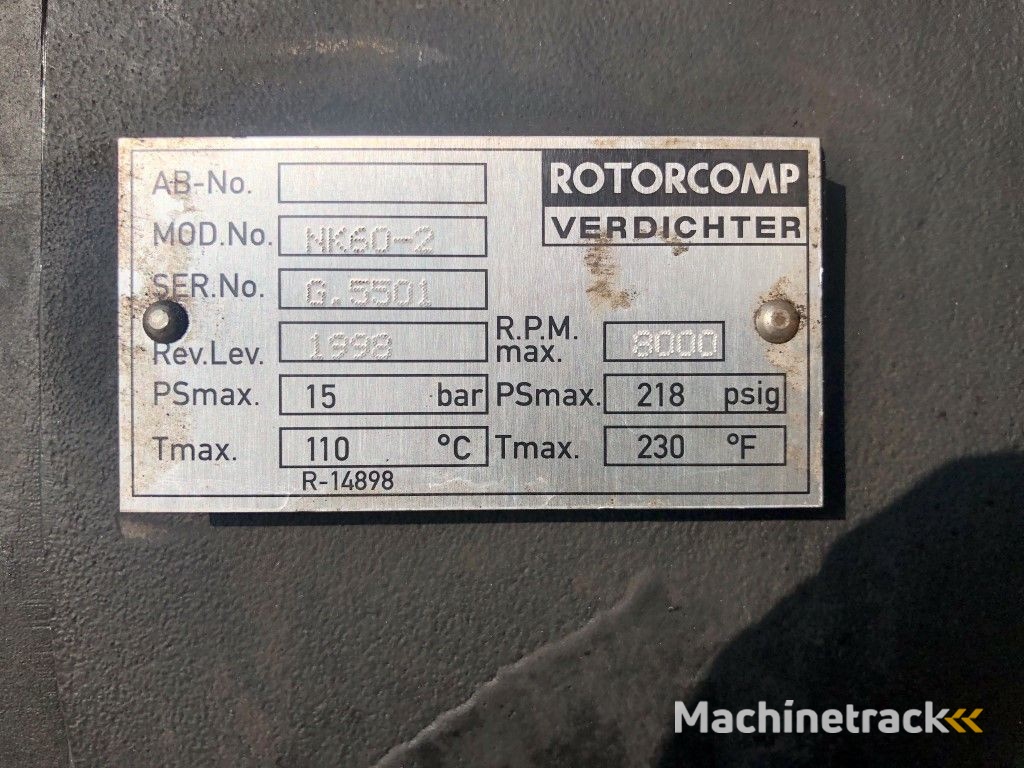 ROTORCOMP
VERDICHTER
AB-No.
MOD.No. NK60-2
SER.No. G.5501
Rev.Lev. 1998 R.P.M. max. 8000
PSmax. 15 bar PSmax. 218 psig
Tmax. 110 °C Tmax. 230 °F
R-14898
Machinetrack